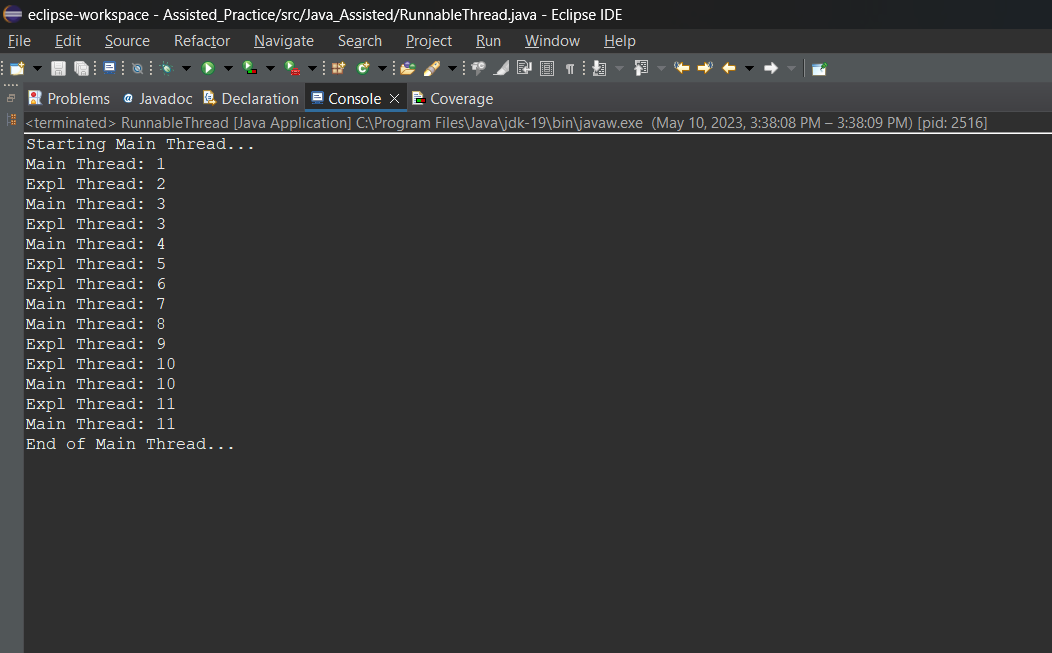 eclipse-workspace - Assisted_Practice/src/Java_Assisted/RunnableThread.java - Eclipse IDE
File Edit Source Refactor Navigate Search Project Run Window Help
Problems Javadoc Declaration Console Coverage
<terminated> RunnableThread [Java Application] C:\Program Files\Java\jdk-19\bin\javaw.exe (May 10, 2023, 3:38:08 PM – 3:38:09 PM) [pid: 2516]
Starting Main Thread...
Main Thread: 1
Expl Thread: 2
Main Thread: 3
Expl Thread: 3
Main Thread: 4
Expl Thread: 5
Expl Thread: 6
Main Thread: 7
Main Thread: 8
Expl Thread: 9
Expl Thread: 10
Main Thread: 10
Expl Thread: 11
Main Thread: 11
End of Main Thread...